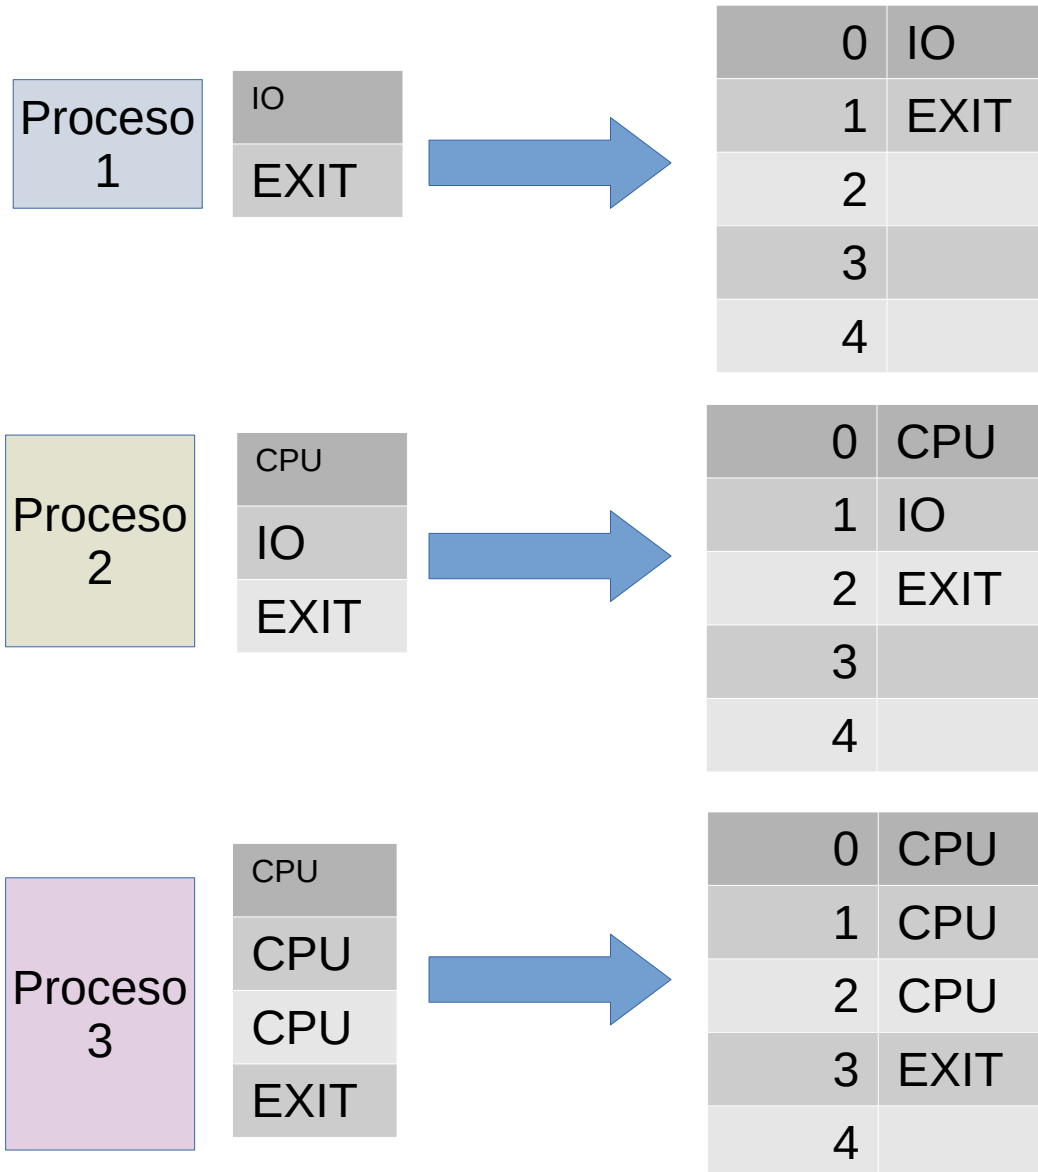 Proceso
1
IO
EXIT
0 IO
1 EXIT
2
3
4
Proceso
2
CPU
IO
EXIT
0 CPU
1 IO
2 EXIT
3
4
Proceso
3
CPU
CPU
CPU
EXIT
0 CPU
1 CPU
2 CPU
3 EXIT
4